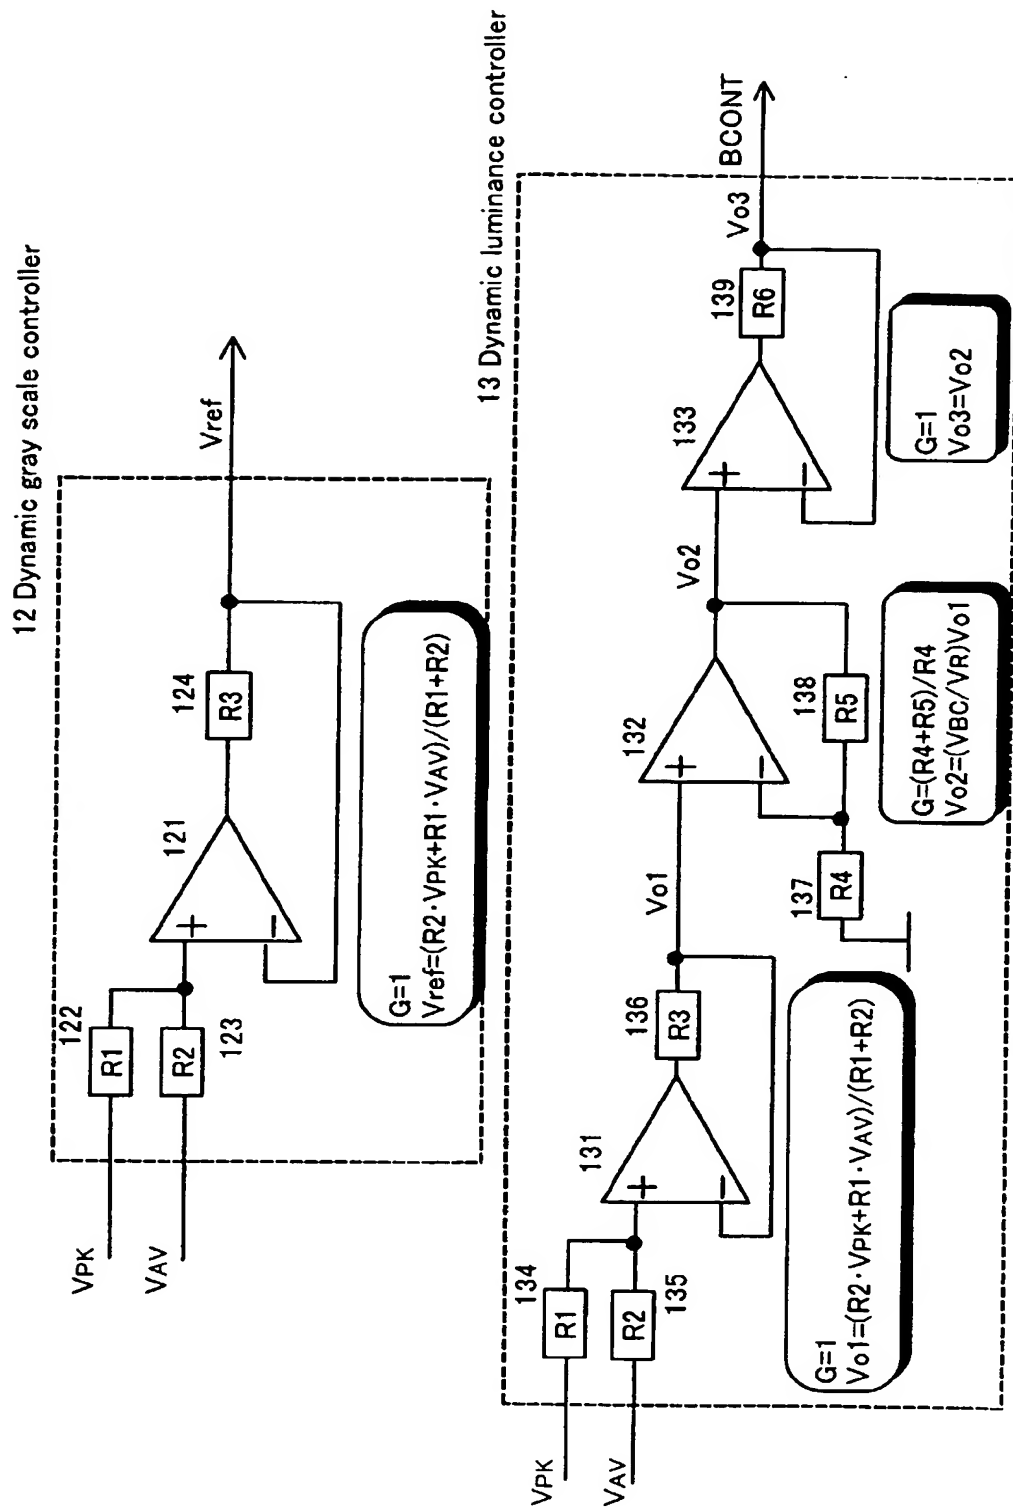 12 Dynamic gray scale controller
VPK
VAV
122
R1
R2
123
121
+
−
124
R3
Vref
G=1
Vref=(R2·VPK+R1·VAV)/(R1+R2)
13 Dynamic luminance controller
VPK
VAV
134
R1
R2
135
131
+
−
136
R3
Vo1
G=1
Vo1=(R2·VPK+R1·VAV)/(R1+R2)
132
+
−
137
R4
138
R5
Vo2
G=(R4+R5)/R4
Vo2=(VBC/VR)Vo1
133
+
−
139
R6
Vo3
BCONT
G=1
Vo3=Vo2